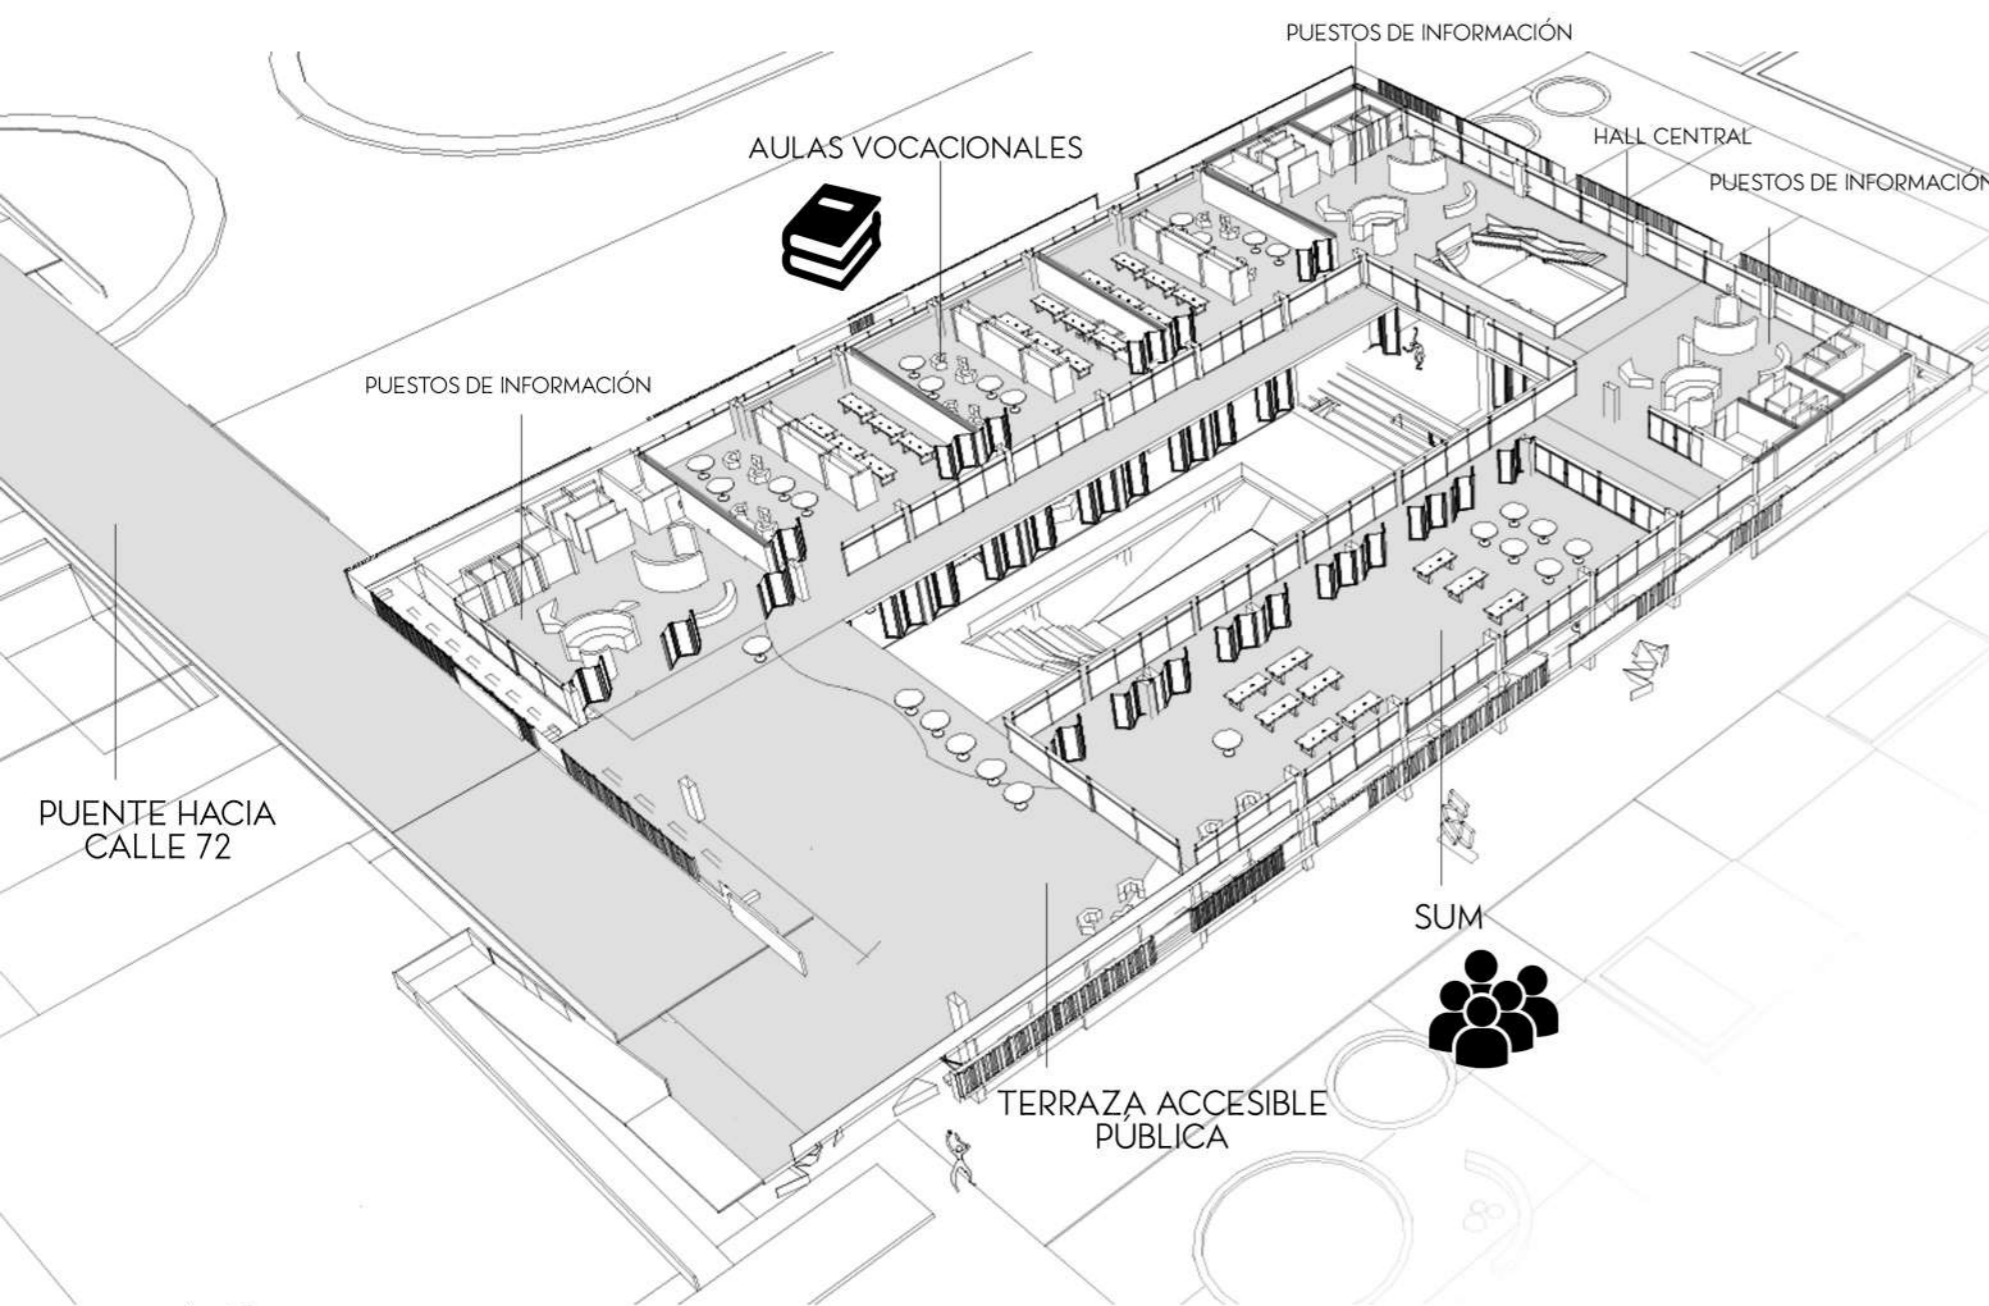 PUESTOS DE INFORMACIÓN
HALL CENTRAL
AULAS VOCACIONALES
PUESTOS DE INFORMACIÓN
PUESTOS DE INFORMACIÓN
PUENTE HACIA
CALLE 72
SUM
TERRAZA ACCESIBLE
PÚBLICA